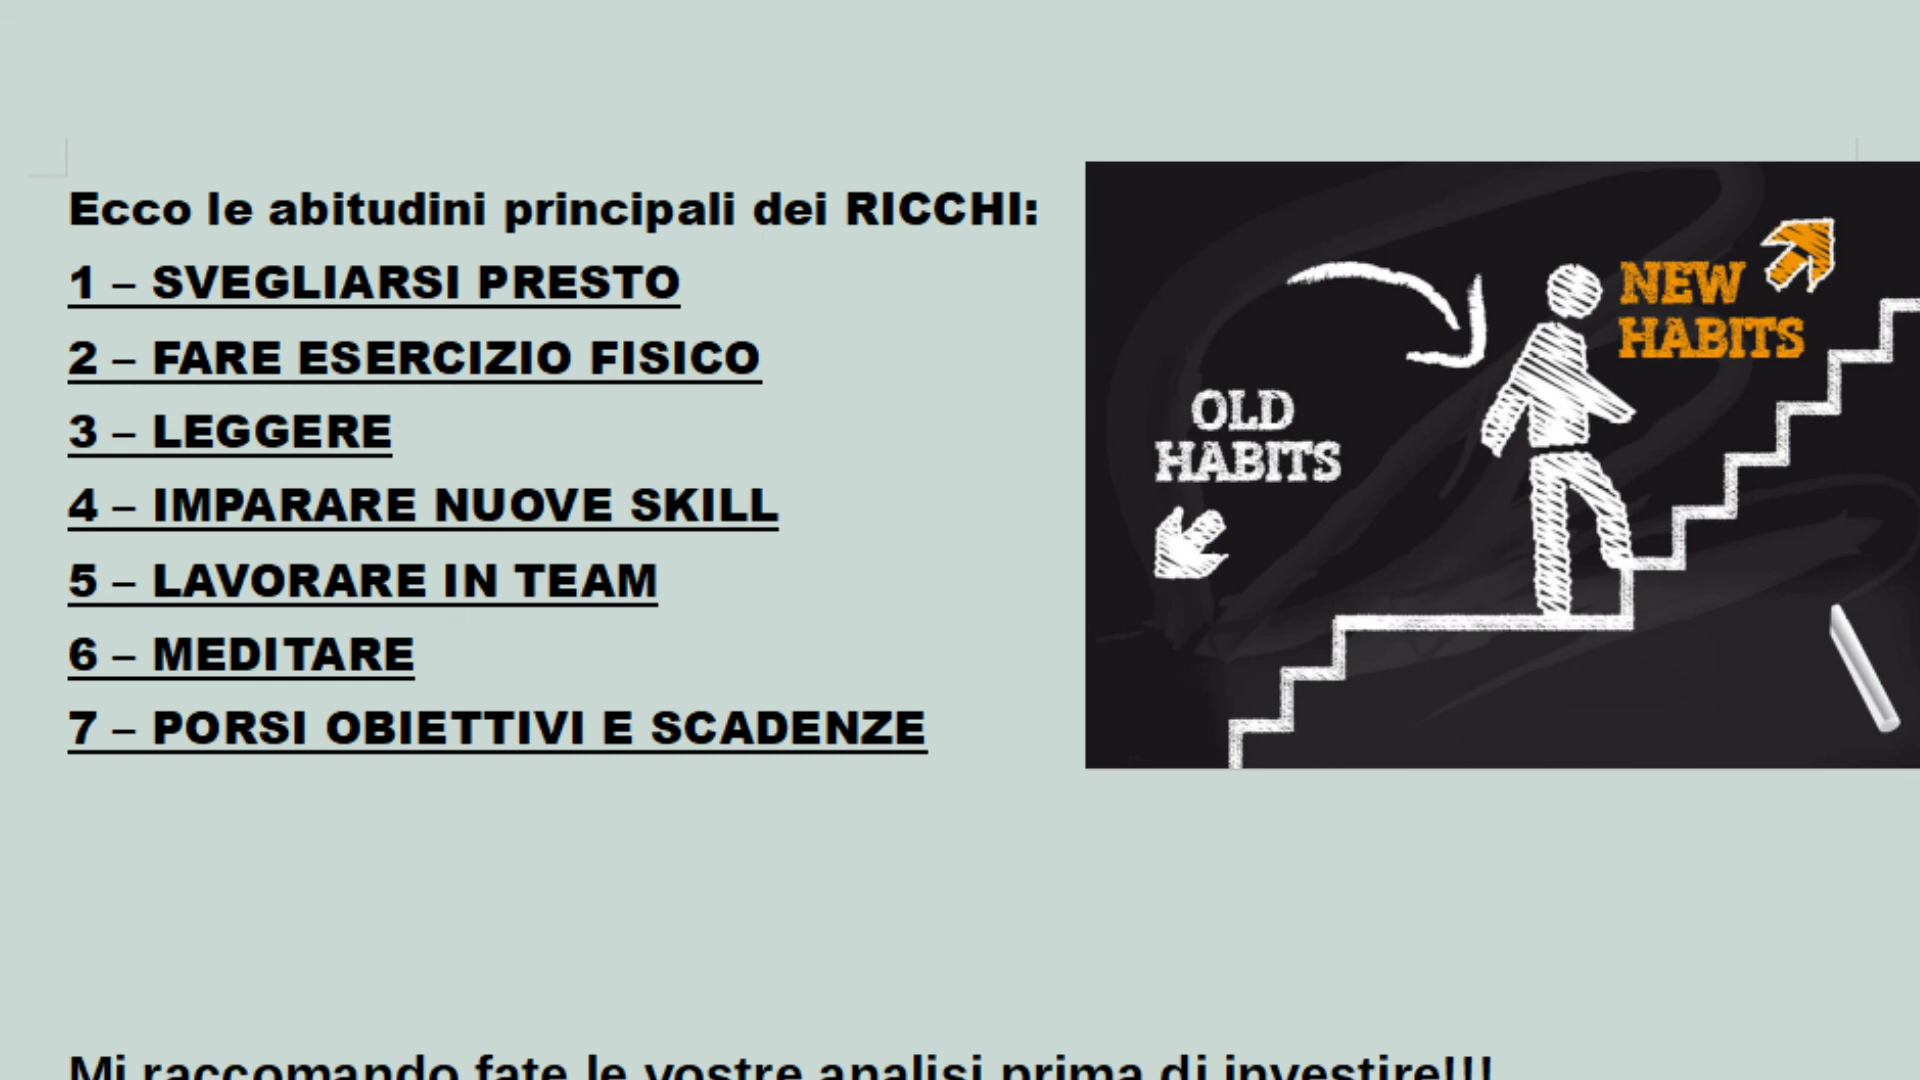 Ecco le abitudini principali dei RICCHI:
1 – SVEGLIARSI PRESTO
2 – FARE ESERCIZIO FISICO
3 – LEGGERE
4 – IMPARARE NUOVE SKILL
5 – LAVORARE IN TEAM
6 – MEDITARE
7 – PORSI OBIETTIVI E SCADENZE
NEW
HABITS
OLD
HABITS
Mi raccomando fate le vostre analisi prima di investire!!!